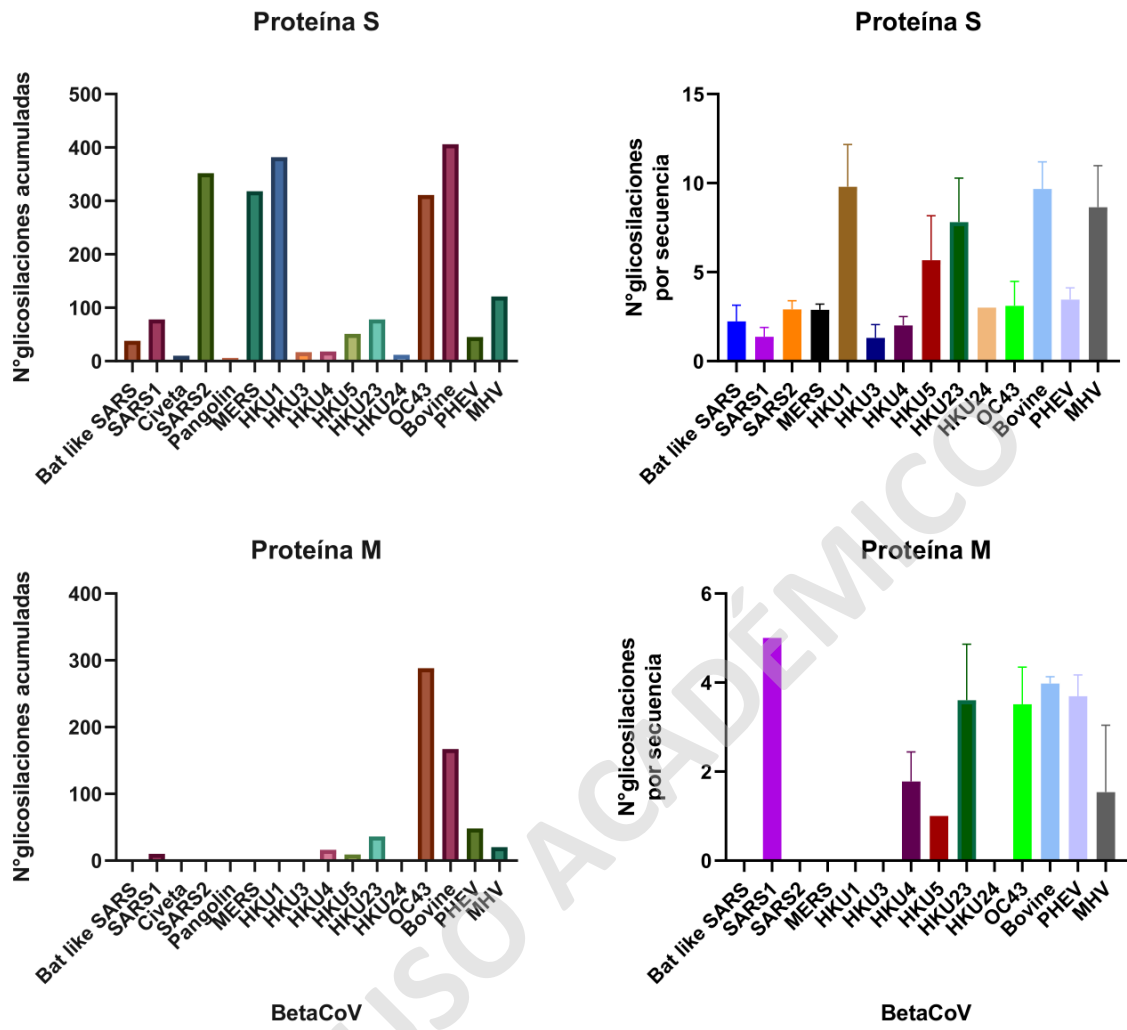 Proteína S
N°glicosilaciones acumuladas
500
400
300
200
100
0
Bat like SARS
SARS1
Civeta
SARS2
Pangolin
MERS
HKU1
HKU3
HKU4
HKU5
HKU23
HKU24
OC43
Bovine
PHEV
MHV
Proteína S
N°glicosilaciones
por secuencia
15
10
5
0
Bat like SARS
SARS1
SARS2
MERS
HKU1
HKU3
HKU4
HKU5
HKU23
HKU24
OC43
Bovine
PHEV
MHV
Proteína M
N°glicosilaciones acumuladas
400
300
200
100
0
Bat like SARS
SARS1
Civeta
SARS2
Pangolin
MERS
HKU1
HKU3
HKU4
HKU5
HKU23
HKU24
OC43
Bovine
PHEV
MHV
BetaCoV
Proteína M
N°glicosilaciones
por secuencia
6
4
2
0
Bat like SARS
SARS1
SARS2
MERS
HKU1
HKU3
HKU4
HKU5
HKU23
HKU24
OC43
Bovine
PHEV
MHV
BetaCoV
USO ACADÉMICO